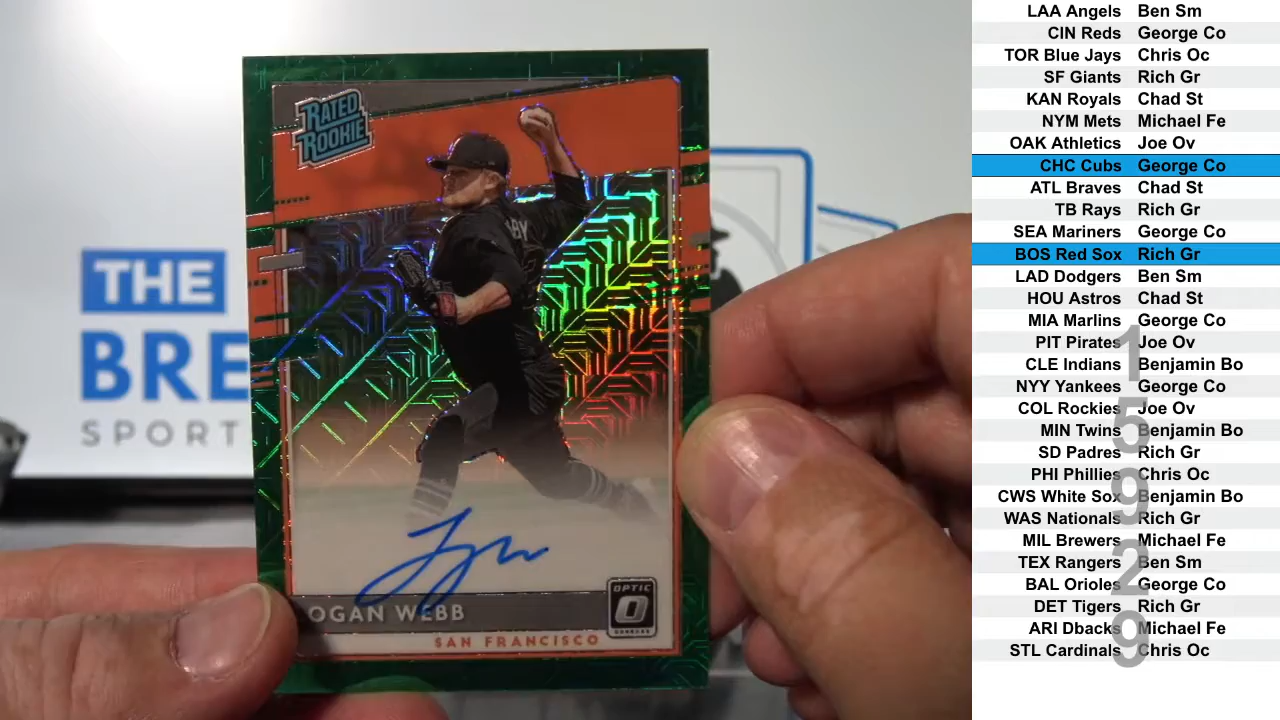 RATED
ROOKIE
BAY
OGAN WEBB
SAN FRANCISCO
OPTIC
THE
BRE
SPORT
LAA Angels Ben Sm
CIN Reds George Co
TOR Blue Jays Chris Oc
SF Giants Rich Gr
KAN Royals Chad St
NYM Mets Michael Fe
OAK Athletics Joe Ov
CHC Cubs George Co
ATL Braves Chad St
TB Rays Rich Gr
SEA Mariners George Co
BOS Red Sox Rich Gr
LAD Dodgers Ben Sm
HOU Astros Chad St
MIA Marlins George Co
PIT Pirates Joe Ov
CLE Indians Benjamin Bo
NYY Yankees George Co
COL Rockies Joe Ov
MIN Twins Benjamin Bo
SD Padres Rich Gr
PHI Phillies Chris Oc
CWS White Sox Benjamin Bo
WAS Nationals Rich Gr
MIL Brewers Michael Fe
TEX Rangers Ben Sm
BAL Orioles George Co
DET Tigers Rich Gr
ARI Dbacks Michael Fe
STL Cardinals Chris Oc
1
5
9
2
9